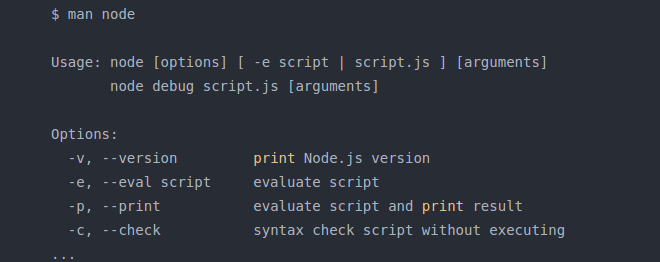 $ man node
Usage: node [options] [ -e script | script.js ] [arguments]
node debug script.js [arguments]
Options:
-v, --version print Node.js version
-e, --eval script evaluate script
-p, --print evaluate script and print result
-c, --check syntax check script without executing
...